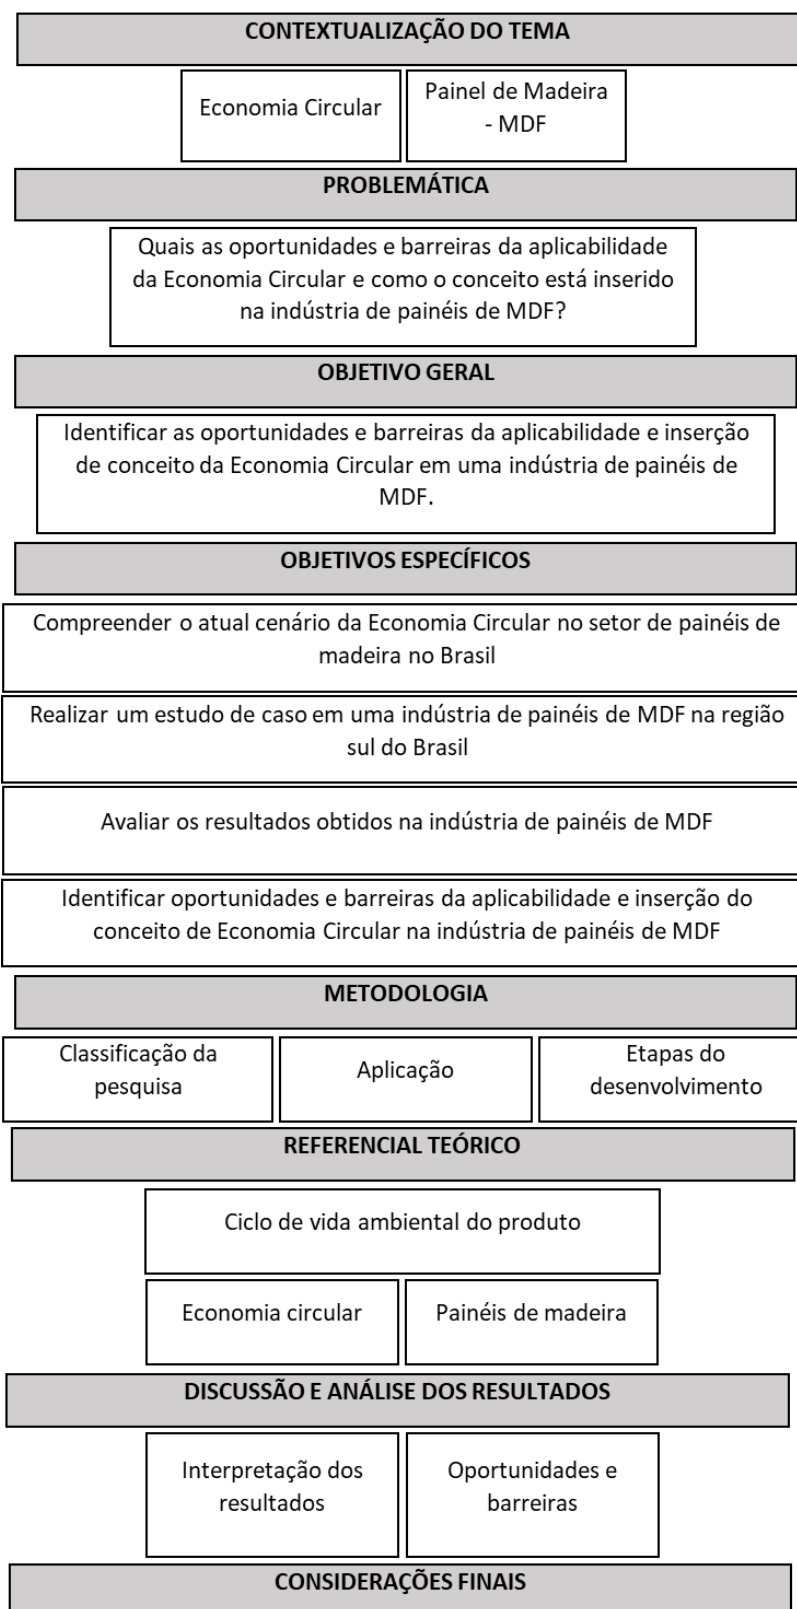 CONTEXTUALIZAÇÃO DO TEMA
Economia Circular
Painel de Madeira
- MDF
PROBLEMÁTICA
Quais as oportunidades e barreiras da aplicabilidade
da Economia Circular e como o conceito está inserido
na indústria de painéis de MDF?
OBJETIVO GERAL
Identificar as oportunidades e barreiras da aplicabilidade e inserção
de conceito da Economia Circular em uma indústria de painéis de
MDF.
OBJETIVOS ESPECÍFICOS
Compreender o atual cenário da Economia Circular no setor de painéis de
madeira no Brasil
Realizar um estudo de caso em uma indústria de painéis de MDF na região
sul do Brasil
Avaliar os resultados obtidos na indústria de painéis de MDF
Identificar oportunidades e barreiras da aplicabilidade e inserção do
conceito de Economia Circular na indústria de painéis de MDF
METODOLOGIA
Classificação da
pesquisa
Aplicação
Etapas do
desenvolvimento
REFERENCIAL TEÓRICO
Ciclo de vida ambiental do produto
Economia circular
Painéis de madeira
DISCUSSÃO E ANÁLISE DOS RESULTADOS
Interpretação dos
resultados
Oportunidades e
barreiras
CONSIDERAÇÕES FINAIS